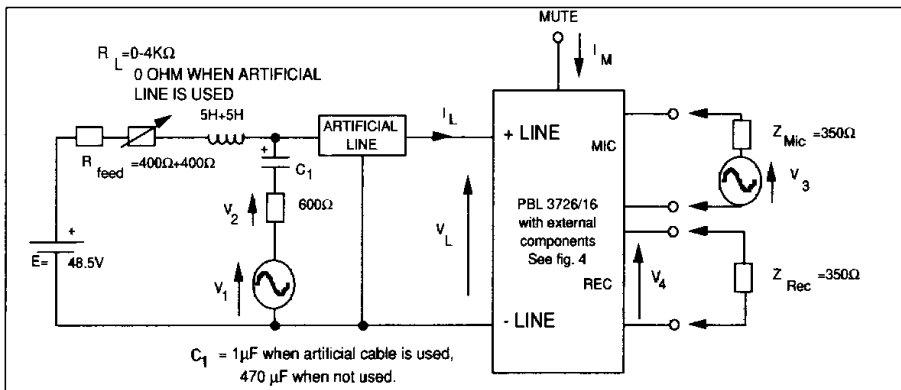 MUTE
R L =0-4KΩ
0 OHM WHEN ARTIFICIAL
LINE IS USED
I M
5H+5H
I L
ARTIFICIAL
LINE
+ LINE
MIC
Z Mic =350Ω
R feed =400Ω+400Ω
+
C1
V2
600Ω
V3
PBL 3726/16
with external
components
See fig. 4
VL
+
E= 48.5V
V1
REC
V4
Z Rec =350Ω
- LINE
C1 = 1µF when artificial cable is used,
470 µF when not used.